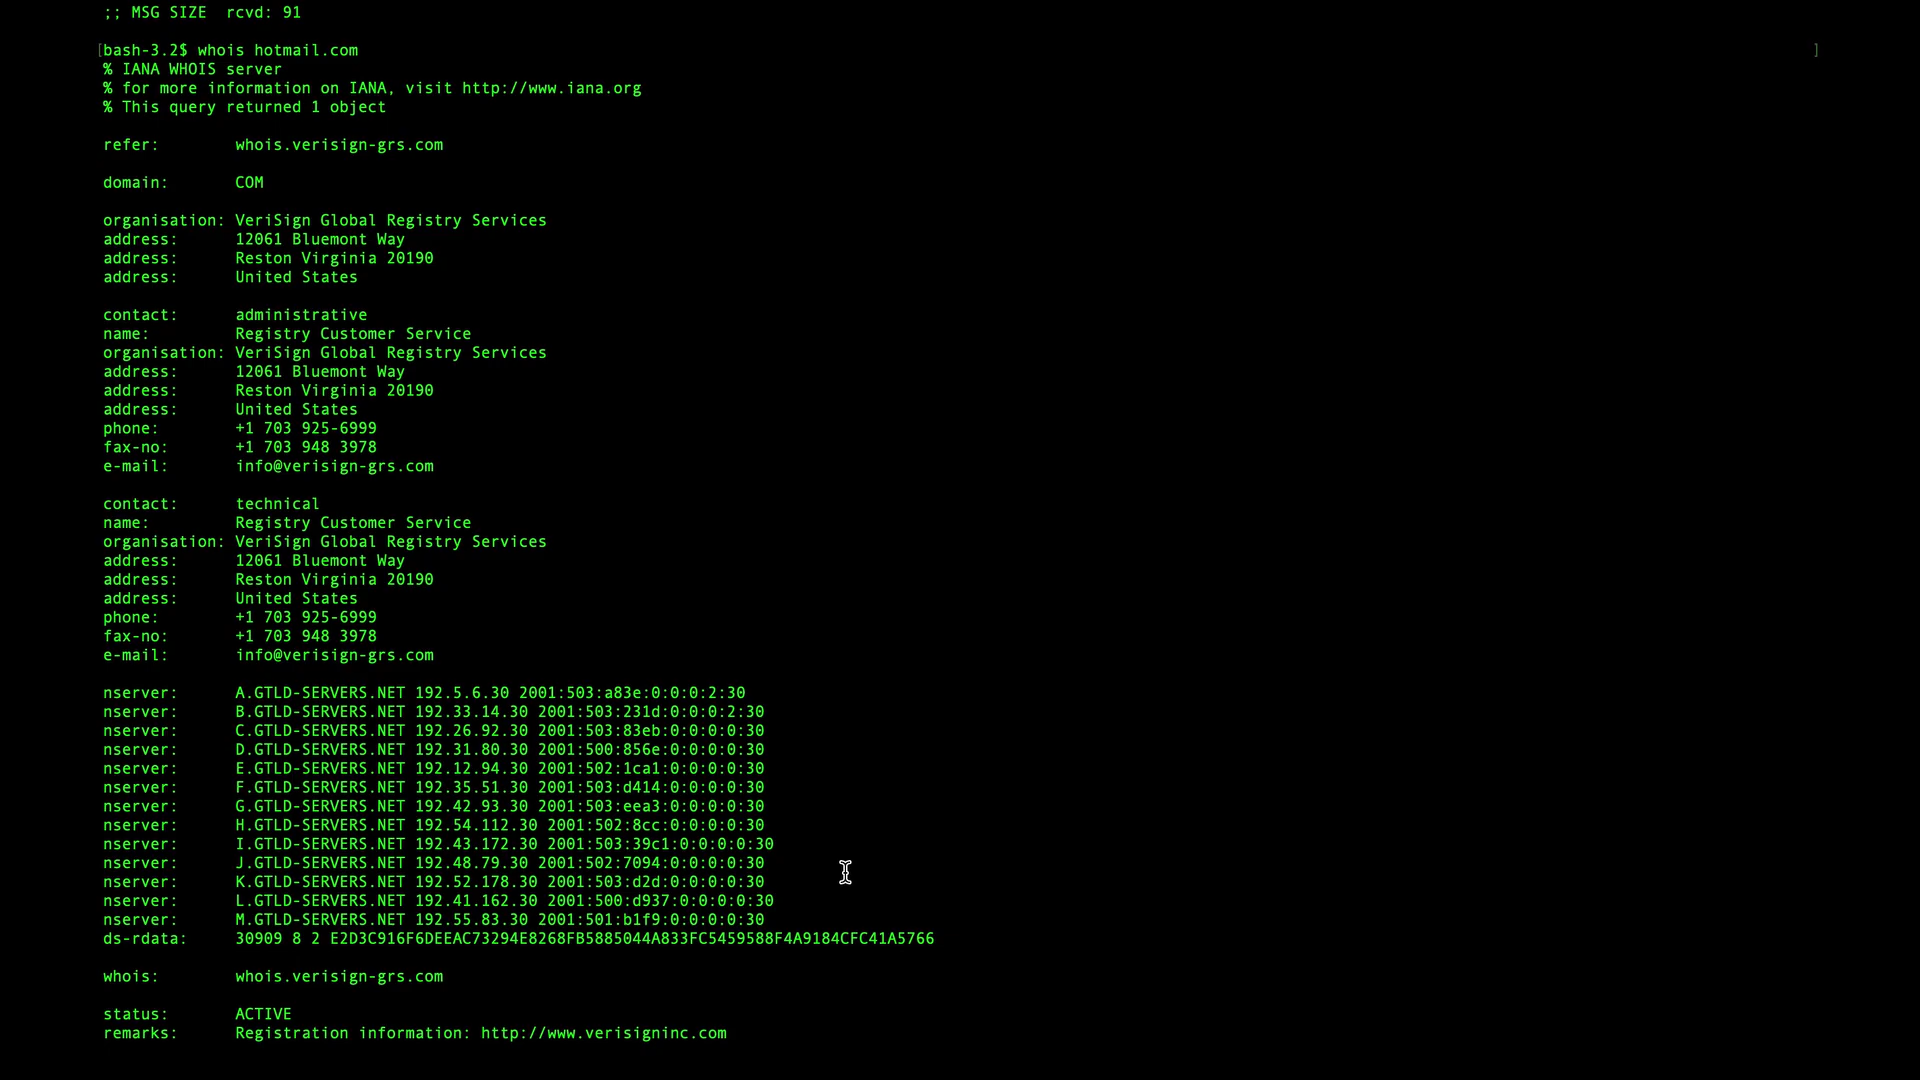 ;; MSG SIZE  rcvd: 91
[bash-3.2$ whois hotmail.com ]
% IANA WHOIS server
% for more information on IANA, visit http://www.iana.org
% This query returned 1 object
refer:        whois.verisign-grs.com
domain:       COM
organisation: VeriSign Global Registry Services
address:      12061 Bluemont Way
address:      Reston Virginia 20190
address:      United States
contact:      administrative
name:         Registry Customer Service
organisation: VeriSign Global Registry Services
address:      12061 Bluemont Way
address:      Reston Virginia 20190
address:      United States
phone:        +1 703 925-6999
fax-no:       +1 703 948 3978
e-mail:       info@verisign-grs.com
contact:      technical
name:         Registry Customer Service
organisation: VeriSign Global Registry Services
address:      12061 Bluemont Way
address:      Reston Virginia 20190
address:      United States
phone:        +1 703 925-6999
fax-no:       +1 703 948 3978
e-mail:       info@verisign-grs.com
nserver:      A.GTLD-SERVERS.NET 192.5.6.30 2001:503:a83e:0:0:0:2:30
nserver:      B.GTLD-SERVERS.NET 192.33.14.30 2001:503:231d:0:0:0:2:30
nserver:      C.GTLD-SERVERS.NET 192.26.92.30 2001:503:83eb:0:0:0:0:30
nserver:      D.GTLD-SERVERS.NET 192.31.80.30 2001:500:856e:0:0:0:0:30
nserver:      E.GTLD-SERVERS.NET 192.12.94.30 2001:502:1ca1:0:0:0:0:30
nserver:      F.GTLD-SERVERS.NET 192.35.51.30 2001:503:d414:0:0:0:0:30
nserver:      G.GTLD-SERVERS.NET 192.42.93.30 2001:503:eea3:0:0:0:0:30
nserver:      H.GTLD-SERVERS.NET 192.54.112.30 2001:502:8cc:0:0:0:0:30
nserver:      I.GTLD-SERVERS.NET 192.43.172.30 2001:503:39c1:0:0:0:0:30
nserver:      J.GTLD-SERVERS.NET 192.48.79.30 2001:502:7094:0:0:0:0:30
nserver:      K.GTLD-SERVERS.NET 192.52.178.30 2001:503:d2d:0:0:0:0:30
nserver:      L.GTLD-SERVERS.NET 192.41.162.30 2001:500:d937:0:0:0:0:30
nserver:      M.GTLD-SERVERS.NET 192.55.83.30 2001:501:b1f9:0:0:0:0:30
ds-rdata:     30909 8 2 E2D3C916F6DEEAC73294E8268FB5885044A833FC5459588F4A9184CFC41A5766
whois:        whois.verisign-grs.com
status:       ACTIVE
remarks:      Registration information: http://www.verisigninc.com